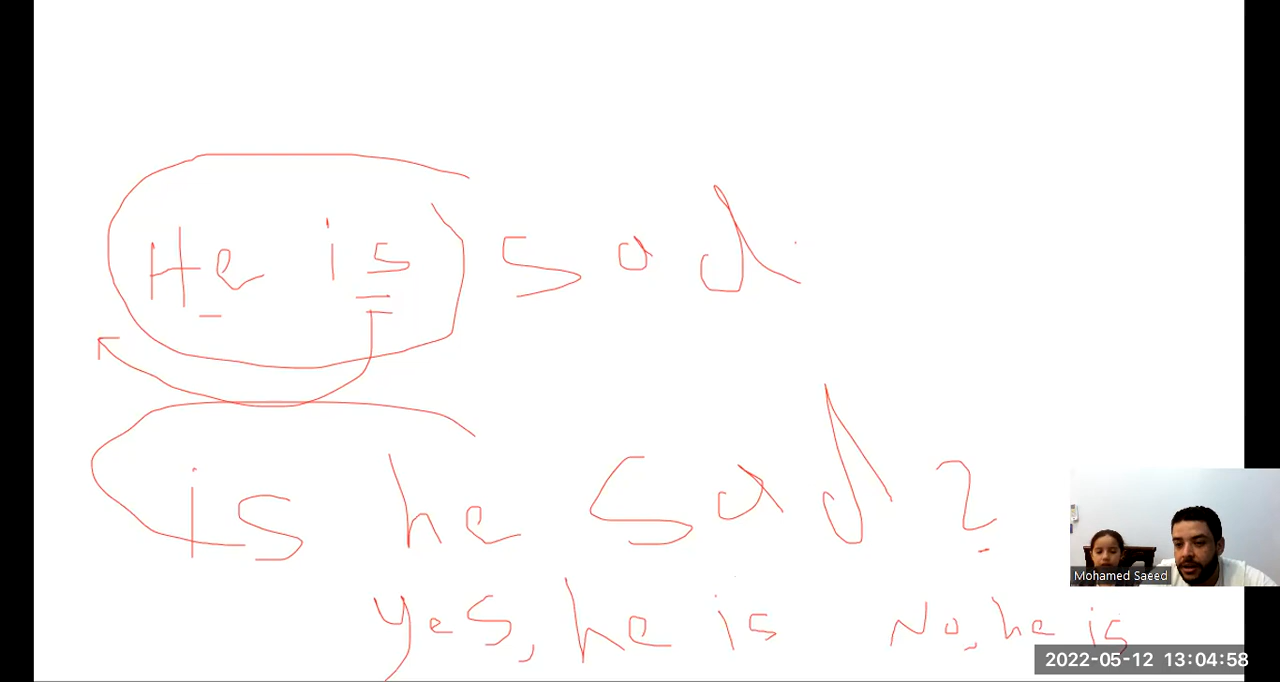 He is sad
is he sad?
yes, he is No, he is
Mohamed Saeed
2022-05-12 13:04:58